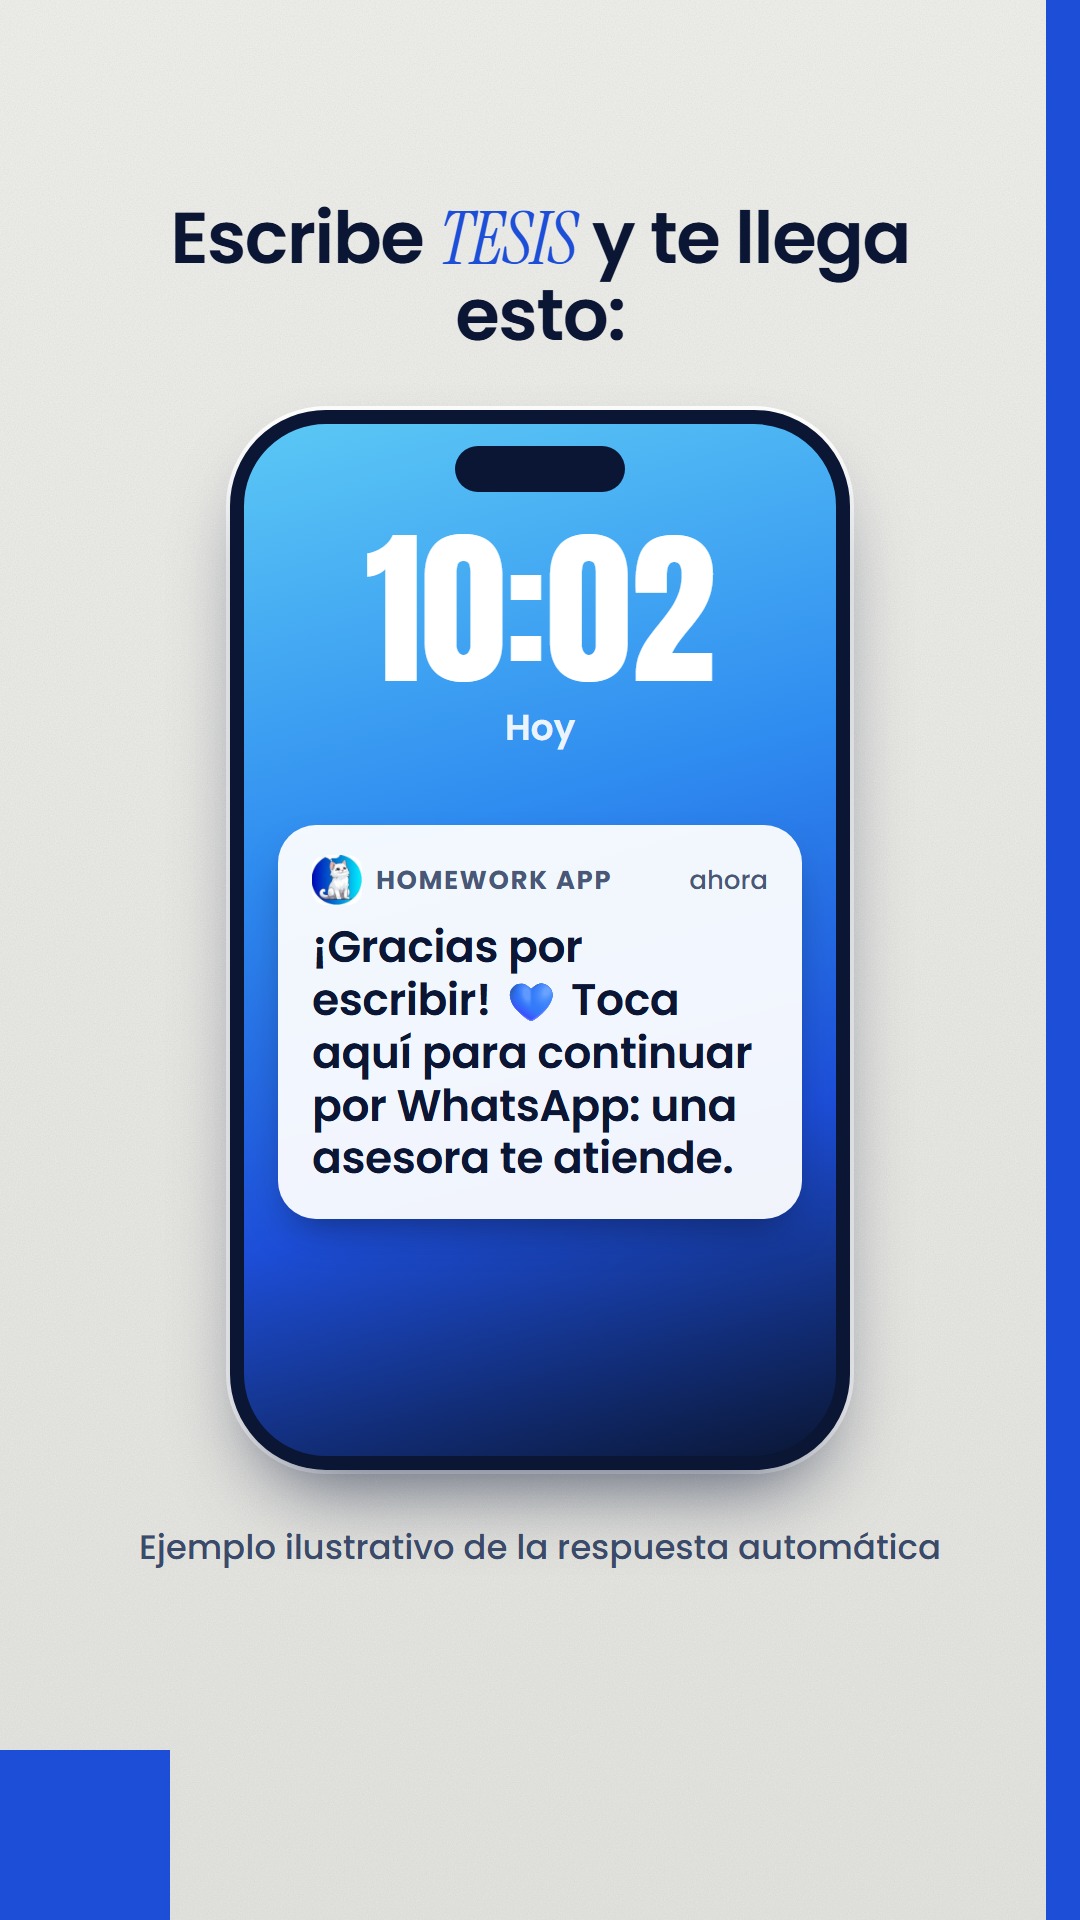 Escribe TESIS y te llega
esto:
10:02
Hoy
HOMEWORK APP ahora
¡Gracias por
escribir! 💙 Toca
aquí para continuar
por WhatsApp: una
asesora te atiende.
Ejemplo ilustrativo de la respuesta automática